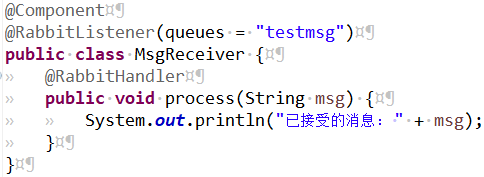 @Component
@RabbitListener(queues = "testmsg")
public class MsgReceiver {
    @RabbitHandler
    public void process(String msg) {
        System.out.println("已接受的消息：" + msg);
    }
}